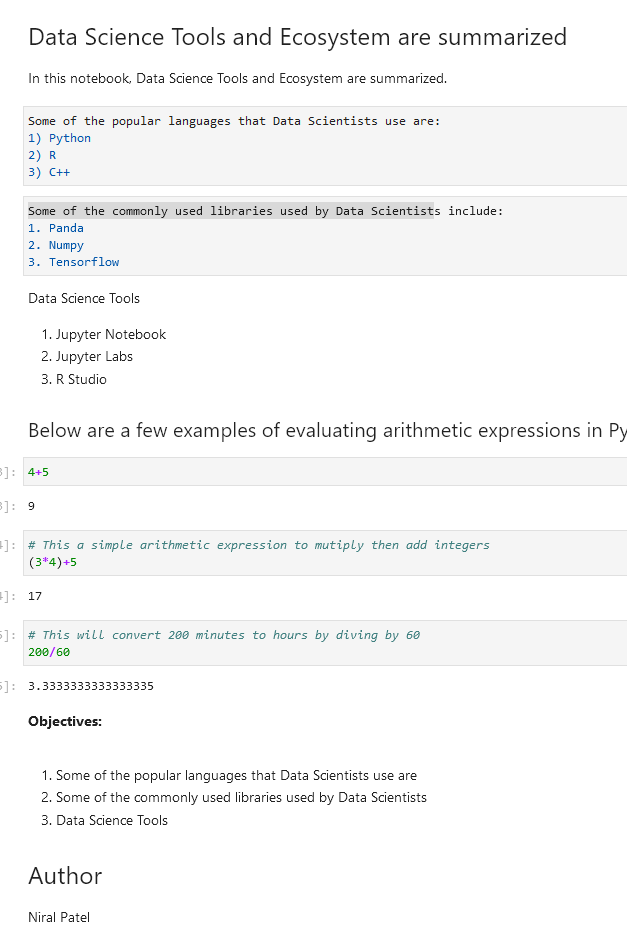 Data Science Tools and Ecosystem are summarized
In this notebook, Data Science Tools and Ecosystem are summarized.
Some of the popular languages that Data Scientists use are:
1) Python
2) R
3) C++
Some of the commonly used libraries used by Data Scientists include:
1. Panda
2. Numpy
3. Tensorflow
Data Science Tools
1. Jupyter Notebook
2. Jupyter Labs
3. R Studio
Below are a few examples of evaluating arithmetic expressions in Py
]: 4+5
]: 9
]: # This a simple arithmetic expression to mutiply then add integers
(3*4)+5
]: 17
]: # This will convert 200 minutes to hours by diving by 60
200/60
]: 3.3333333333333335
Objectives:
1. Some of the popular languages that Data Scientists use are
2. Some of the commonly used libraries used by Data Scientists
3. Data Science Tools
Author
Niral Patel